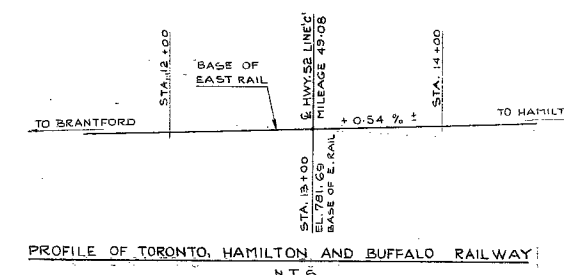 STA. 12+00
BASE OF
EAST RAIL
℄ HWY. 52 LINE 'C'
MILEAGE 49.08
STA. 14+00
TO BRANTFORD
+ 0.54 % ±
TO HAMILT
STA. 13+00
EL. 781.69
BASE OF E. RAIL
PROFILE OF TORONTO, HAMILTON AND BUFFALO RAILWAY
N.T.S